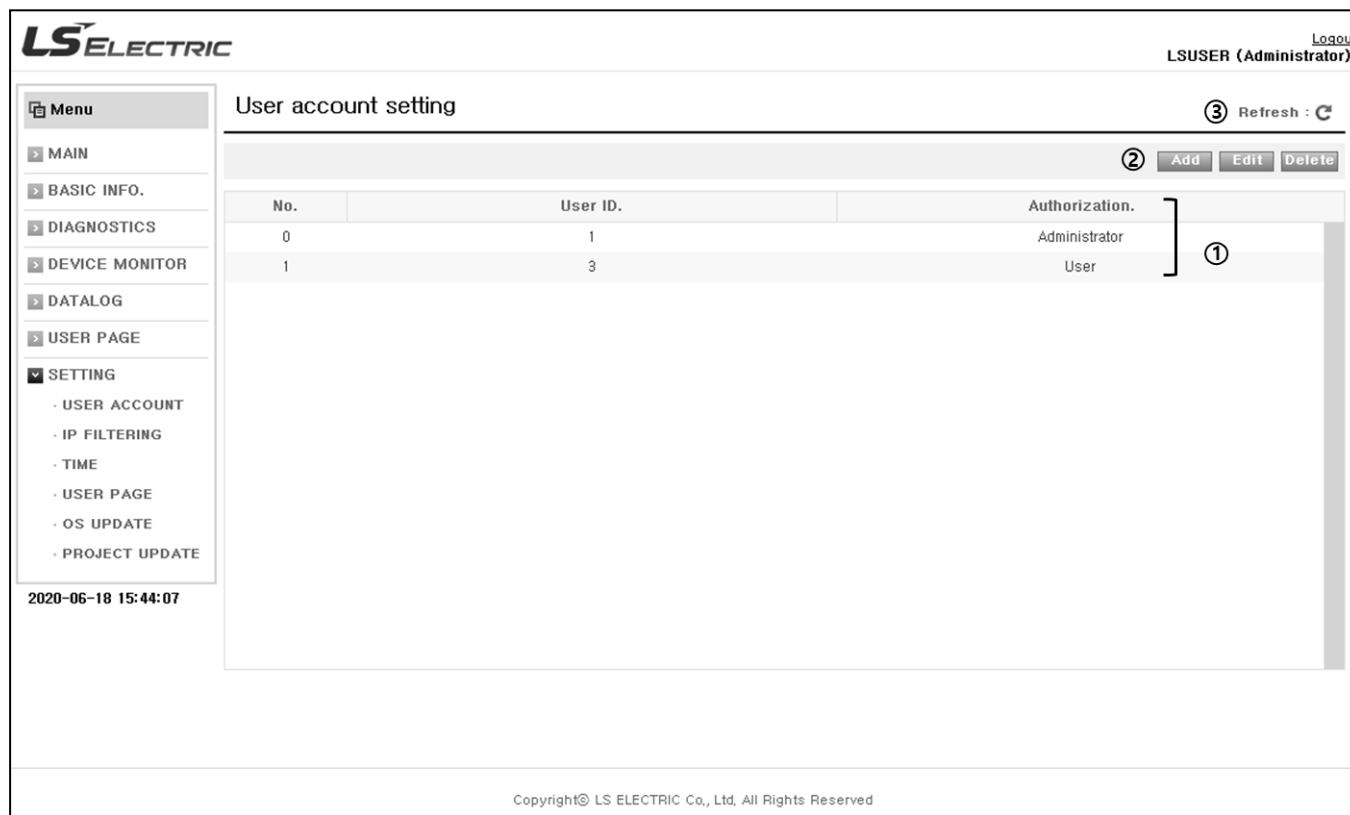 LS ELECTRIC
Logou
LSUSER (Administrator)
Menu
MAIN
BASIC INFO.
DIAGNOSTICS
DEVICE MONITOR
DATALOG
USER PAGE
SETTING
· USER ACCOUNT
· IP FILTERING
· TIME
· USER PAGE
· OS UPDATE
· PROJECT UPDATE
2020-06-18 15:44:07
User account setting
③ Refresh :
② Add Edit Delete
No. User ID. Authorization.
0 1 Administrator
1 3 User
①
Copyright© LS ELECTRIC Co,, Ltd, All Rights Reserved